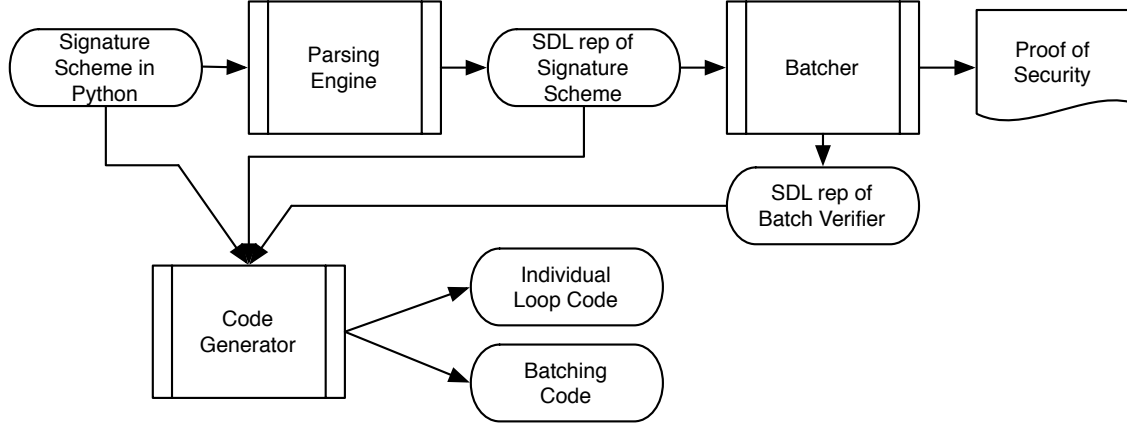 Signature
Scheme in
Python
Parsing
Engine
SDL rep of
Signature
Scheme
Batcher
Proof of
Security
SDL rep of
Batch Verifier
Code
Generator
Individual
Loop Code
Batching
Code